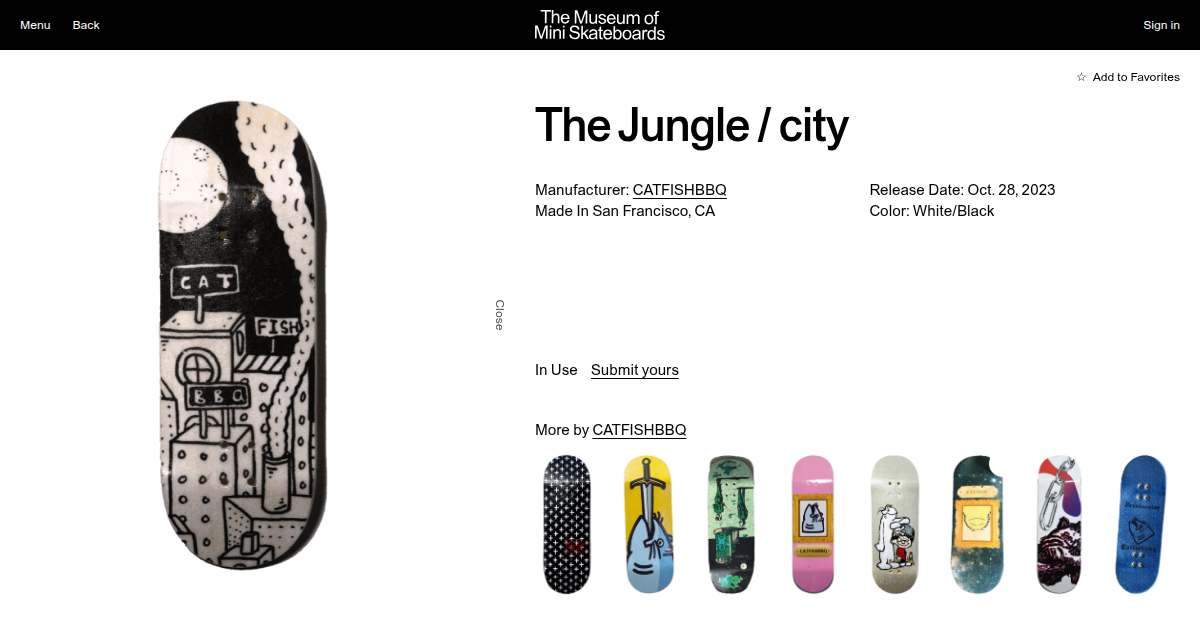 Menu
Back
The Museum of
Mini Skateboards
Sign in
☆ Add to Favorites
The Jungle / city
Manufacturer: CATFISHBBQ
Made In San Francisco, CA
Release Date: Oct. 28, 2023
Color: White/Black
CAT
FISH
BBQ
Close
In Use Submit yours
More by CATFISHBBQ
CATFISHBBQ